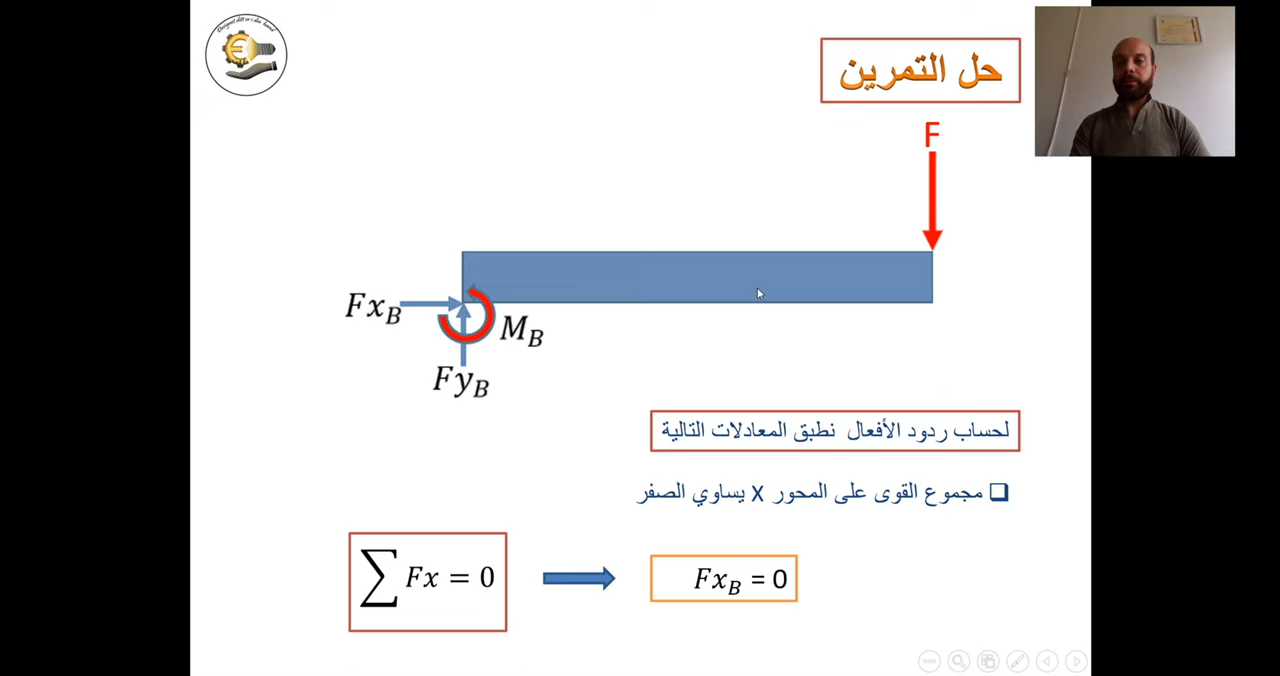 حل التمرين
F
Fx_B
M_B
Fy_B
لحساب ردود الأفعال نطبق المعادلات التالية
❑ مجموع القوى على المحور X يساوي الصفر
∑ Fx = 0
Fx_B = 0